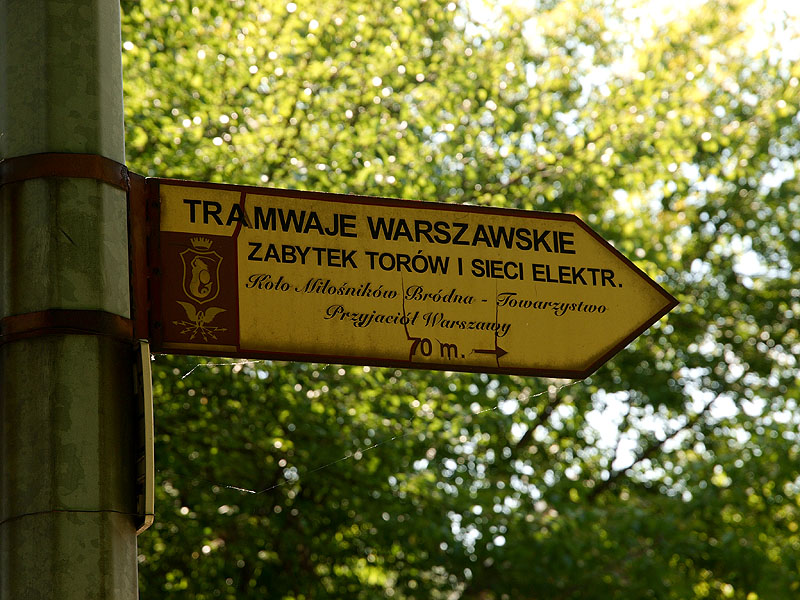 TRAMWAJE WARSZAWSKIE
ZABYTEK TORÓW I SIECI ELEKTR.
Koło Miłośników Bródna - Towarzystwo
Przyjaciół Warszawy
70 m. →